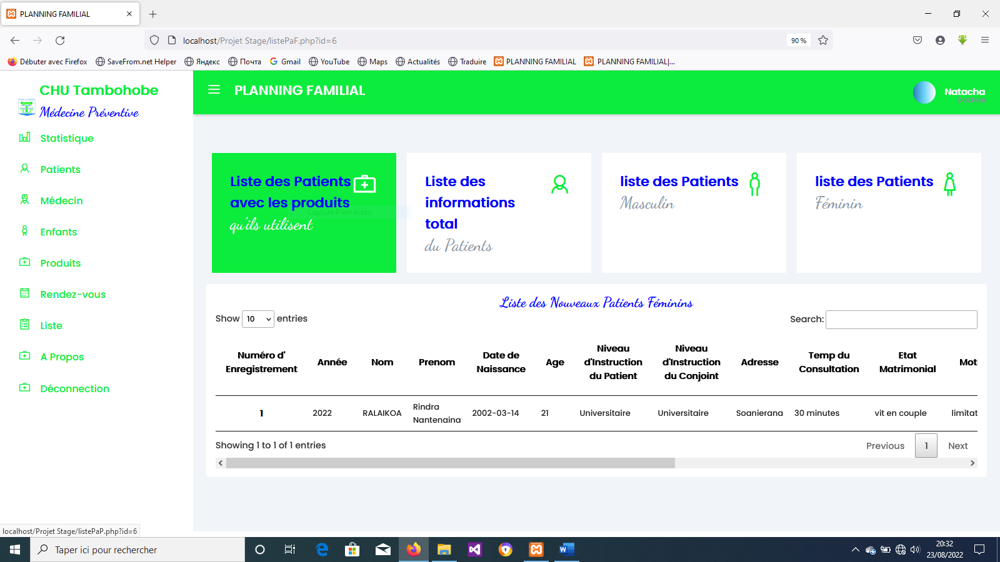 PLANNING FAMILIAL
localhost/Projet Stage/listePaF.php?id=6
90 %
Débuter avec Firefox
SaveFrom.net Helper
Яндекс
Почта
Gmail
YouTube
Maps
Actualités
Traduire
PLANNING FAMILIAL
PLANNING FAMILIAL|...
CHU Tambohobe
Médecine Préventive
Statistique
Patients
Médecin
Enfants
Produits
Rendez-vous
Liste
A Propos
Déconnection
PLANNING FAMILIAL
Natacha
Liste des Patients
avec les produits
qu'ils utilisent
Capture Plein écran
Liste des
informations
total
du Patients
liste des Patients
Masculin
liste des Patients
Féminin
Liste des Nouveaux Patients Féminins
Show 10 entries
Search:
Numéro d'
Enregistrement
Année
Nom
Prenom
Date de
Naissance
Age
Niveau
d'Instruction
du Patient
Niveau
d'Instruction
du Conjoint
Adresse
Temp du
Consultation
Etat
Matrimonial
Moti
1
2022
RALAIKOA
Rindra
Nantenaina
2002-03-14
21
Universitaire
Universitaire
Soanierana
30 minutes
vit en couple
limitat
Showing 1 to 1 of 1 entries
Previous
1
Next
localhost/Projet Stage/listePaP.php?id=6
Taper ici pour rechercher
20:32
23/08/2022